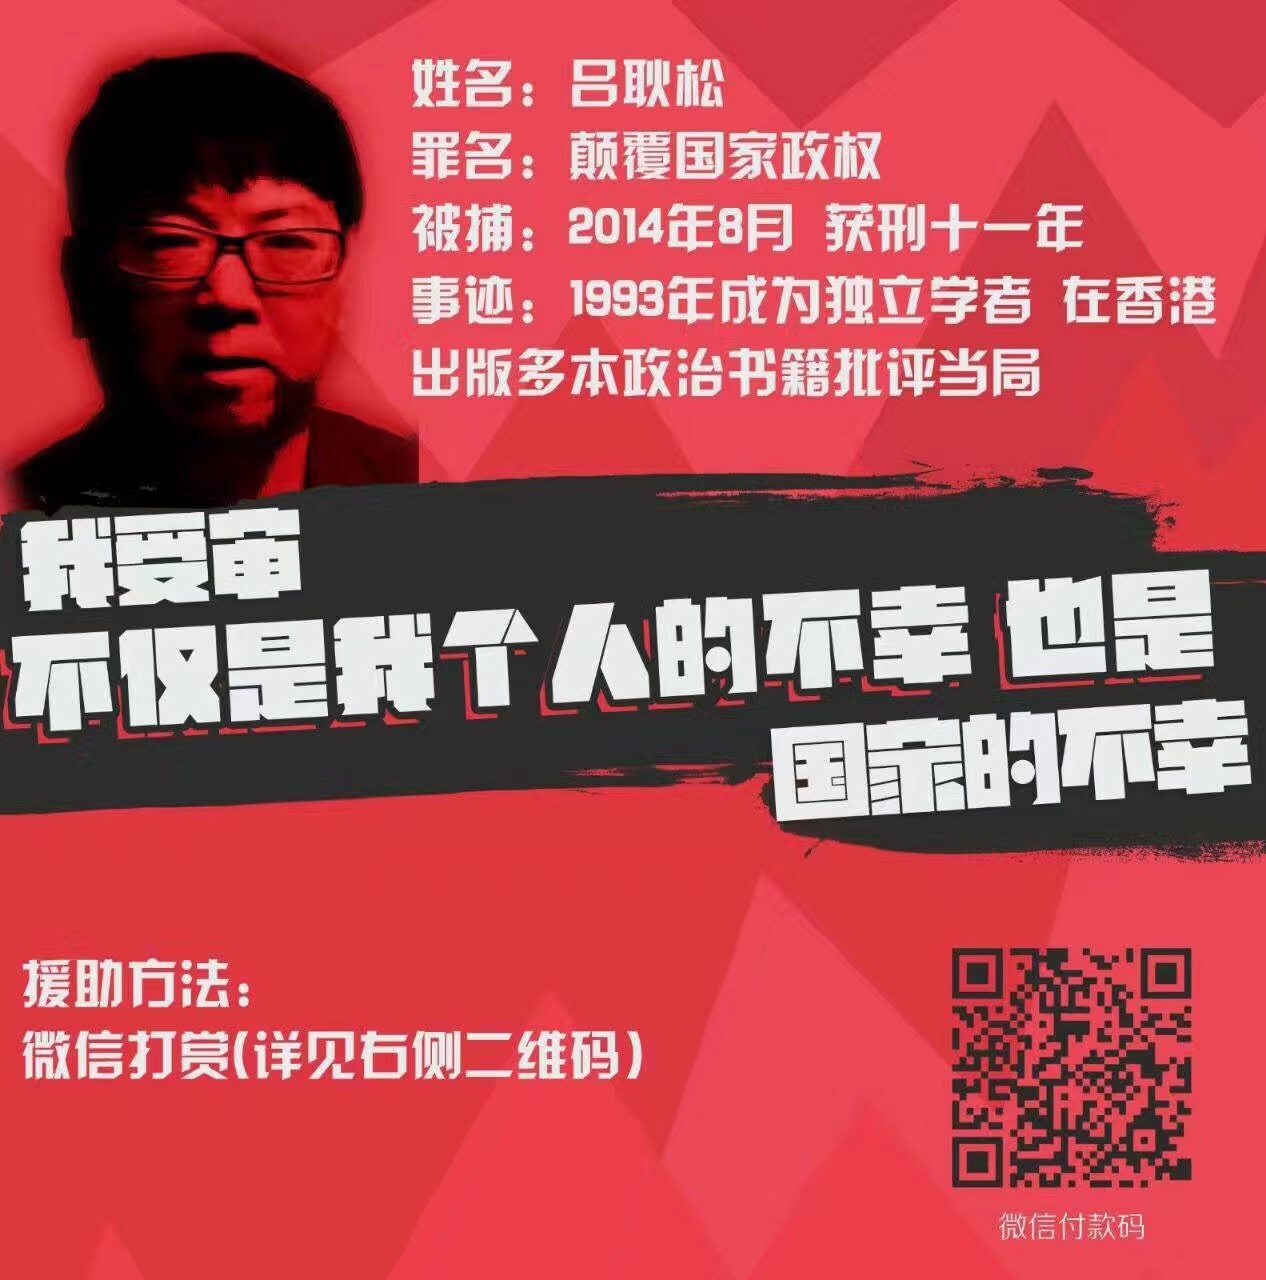 姓名：吕耿松
罪名：颠覆国家政权
被捕：2014年8月 获刑十一年
事迹：1993年成为独立学者 在香港
出版多本政治书籍批评当局
我受审
不仅是我个人的不幸 也是
国家的不幸
援助方法：
微信打赏(详见右侧二维码)
微信付款码